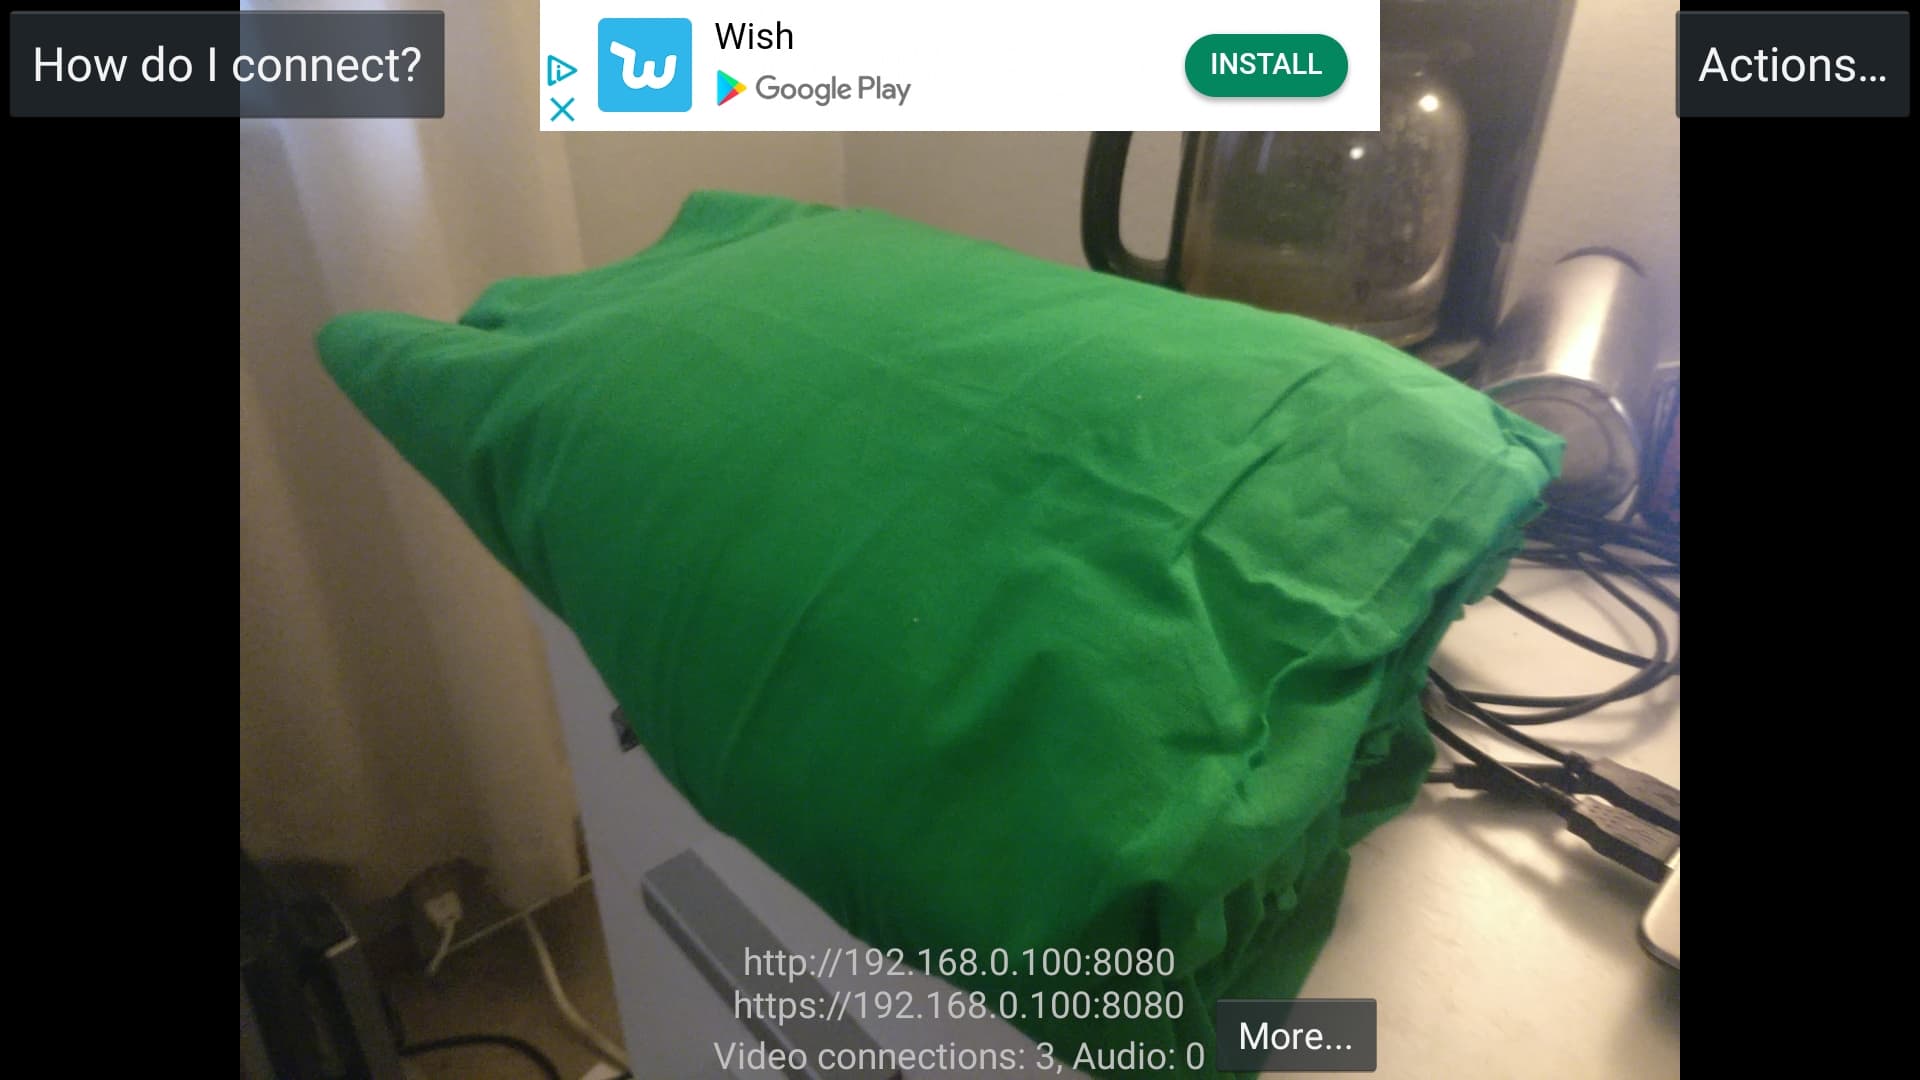 How do I connect?
Wish
Google Play
INSTALL
Actions...
http://192.168.0.100:8080
https://192.168.0.100:8080
Video connections: 3, Audio: 0
More...